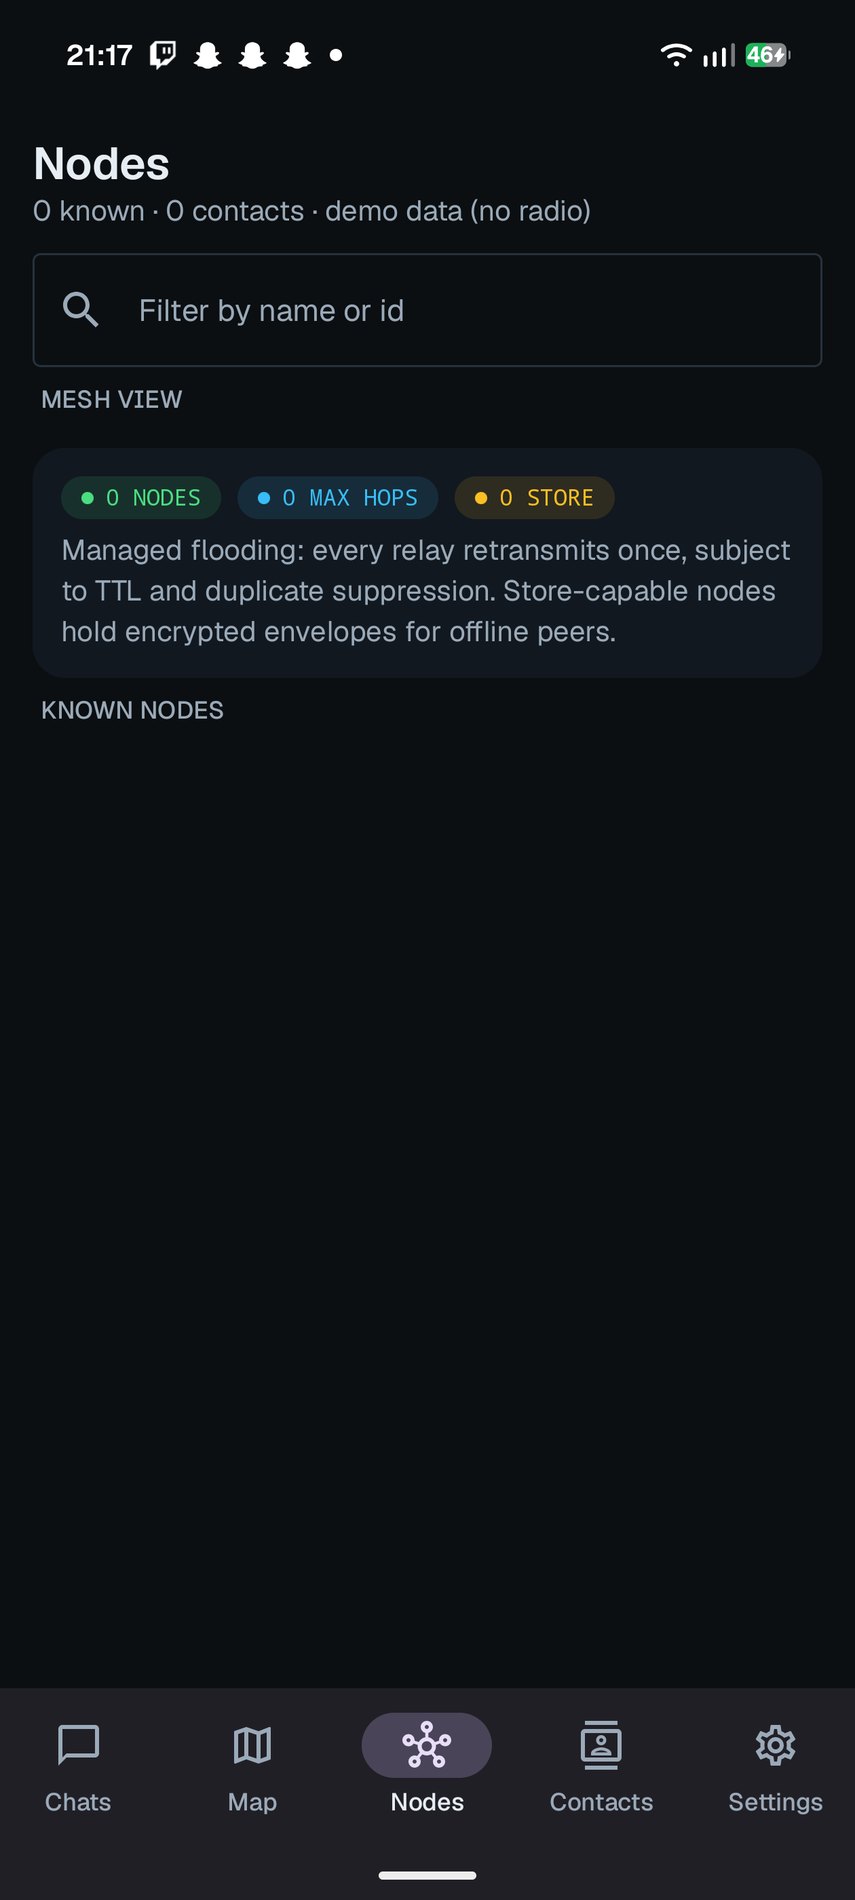 21:17
46
Nodes
0 known · 0 contacts · demo data (no radio)
Filter by name or id
MESH VIEW
0 NODES
0 MAX HOPS
0 STORE
Managed flooding: every relay retransmits once, subject
to TTL and duplicate suppression. Store-capable nodes
hold encrypted envelopes for offline peers.
KNOWN NODES
Chats
Map
Nodes
Contacts
Settings